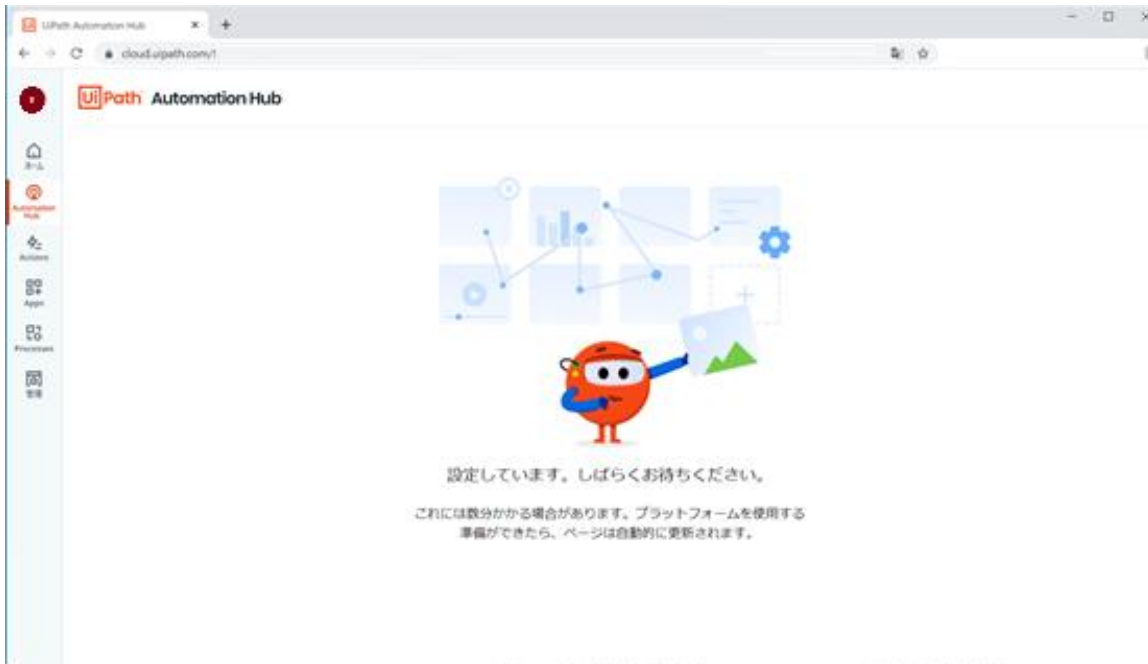 UiPath Automation Hub
cloud.uipath.com/t
UiPath Automation Hub
ホーム
Automation
Hub
Actions
Apps
Processes
管理
設定しています。しばらくお待ちください。
これには数分かかる場合があります。プラットフォームを使用する
準備ができたら、ページは自動的に更新されます。